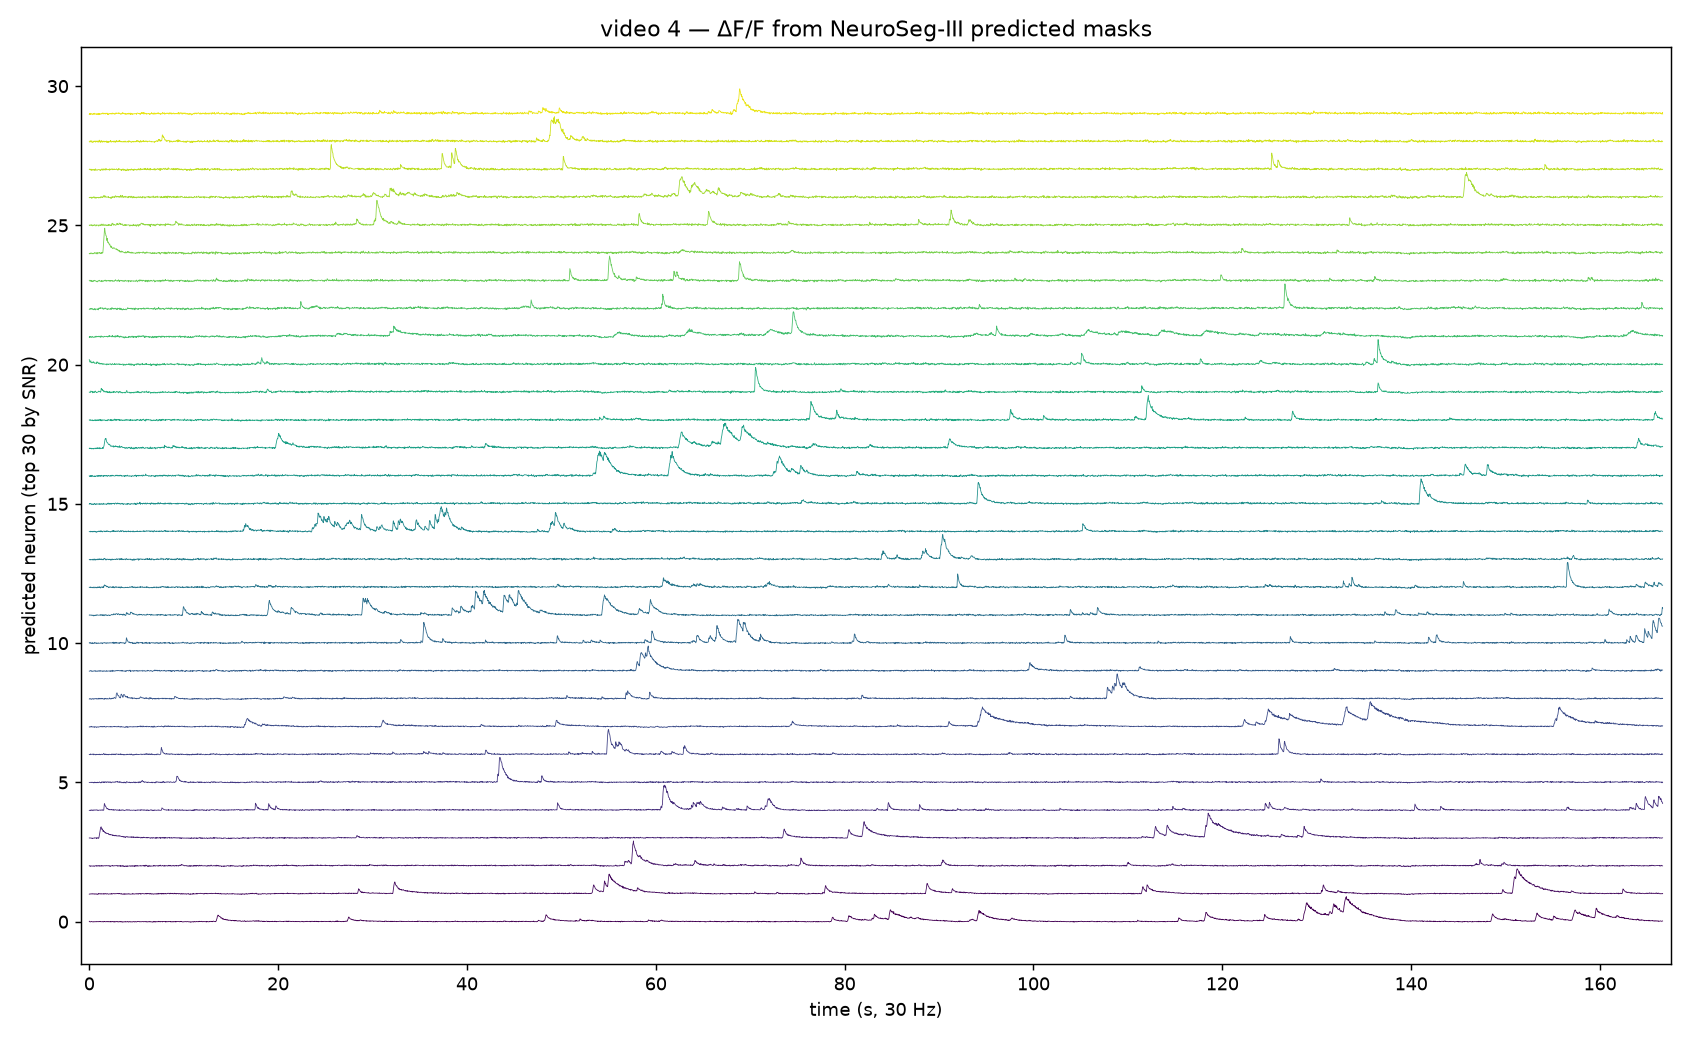 video 4 — ΔF/F from NeuroSeg-III predicted masks
30
25
20
15
10
5
0
predicted neuron (top 30 by SNR)
0 20 40 60 80 100 120 140 160
time (s, 30 Hz)